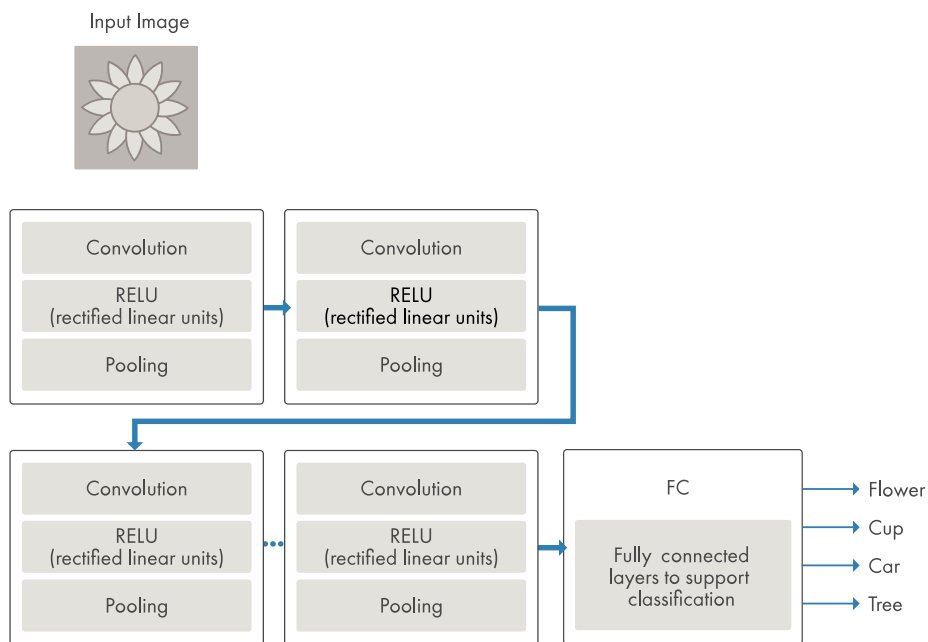 Input Image
Convolution
RELU
(rectified linear units)
Pooling
Convolution
RELU
(rectified linear units)
Pooling
Convolution
RELU
(rectified linear units)
Pooling
Convolution
RELU
(rectified linear units)
Pooling
FC
Fully connected
layers to support
classification
Flower
Cup
Car
Tree